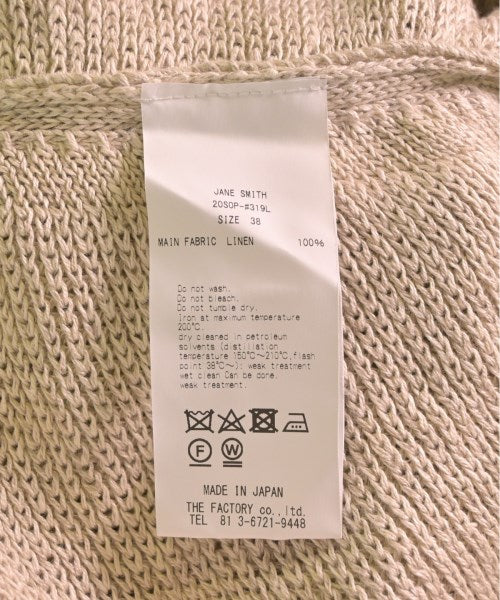 JANE SMITH
20SOP-#319L
SIZE 38
MAIN FABRIC LINEN 100%
Do not wash.
Do not bleach.
Do not tumble dry.
Iron at maximum temperature
200°C.
dry cleaned in petroleum
solvents (distillation
temperature 150°C～210°C,flash
point 38°C～): weak treatment
wet clean Can be done.
weak treatment.
F W
MADE IN JAPAN
THE FACTORY co.,ltd.
TEL 81 3-6721-9448